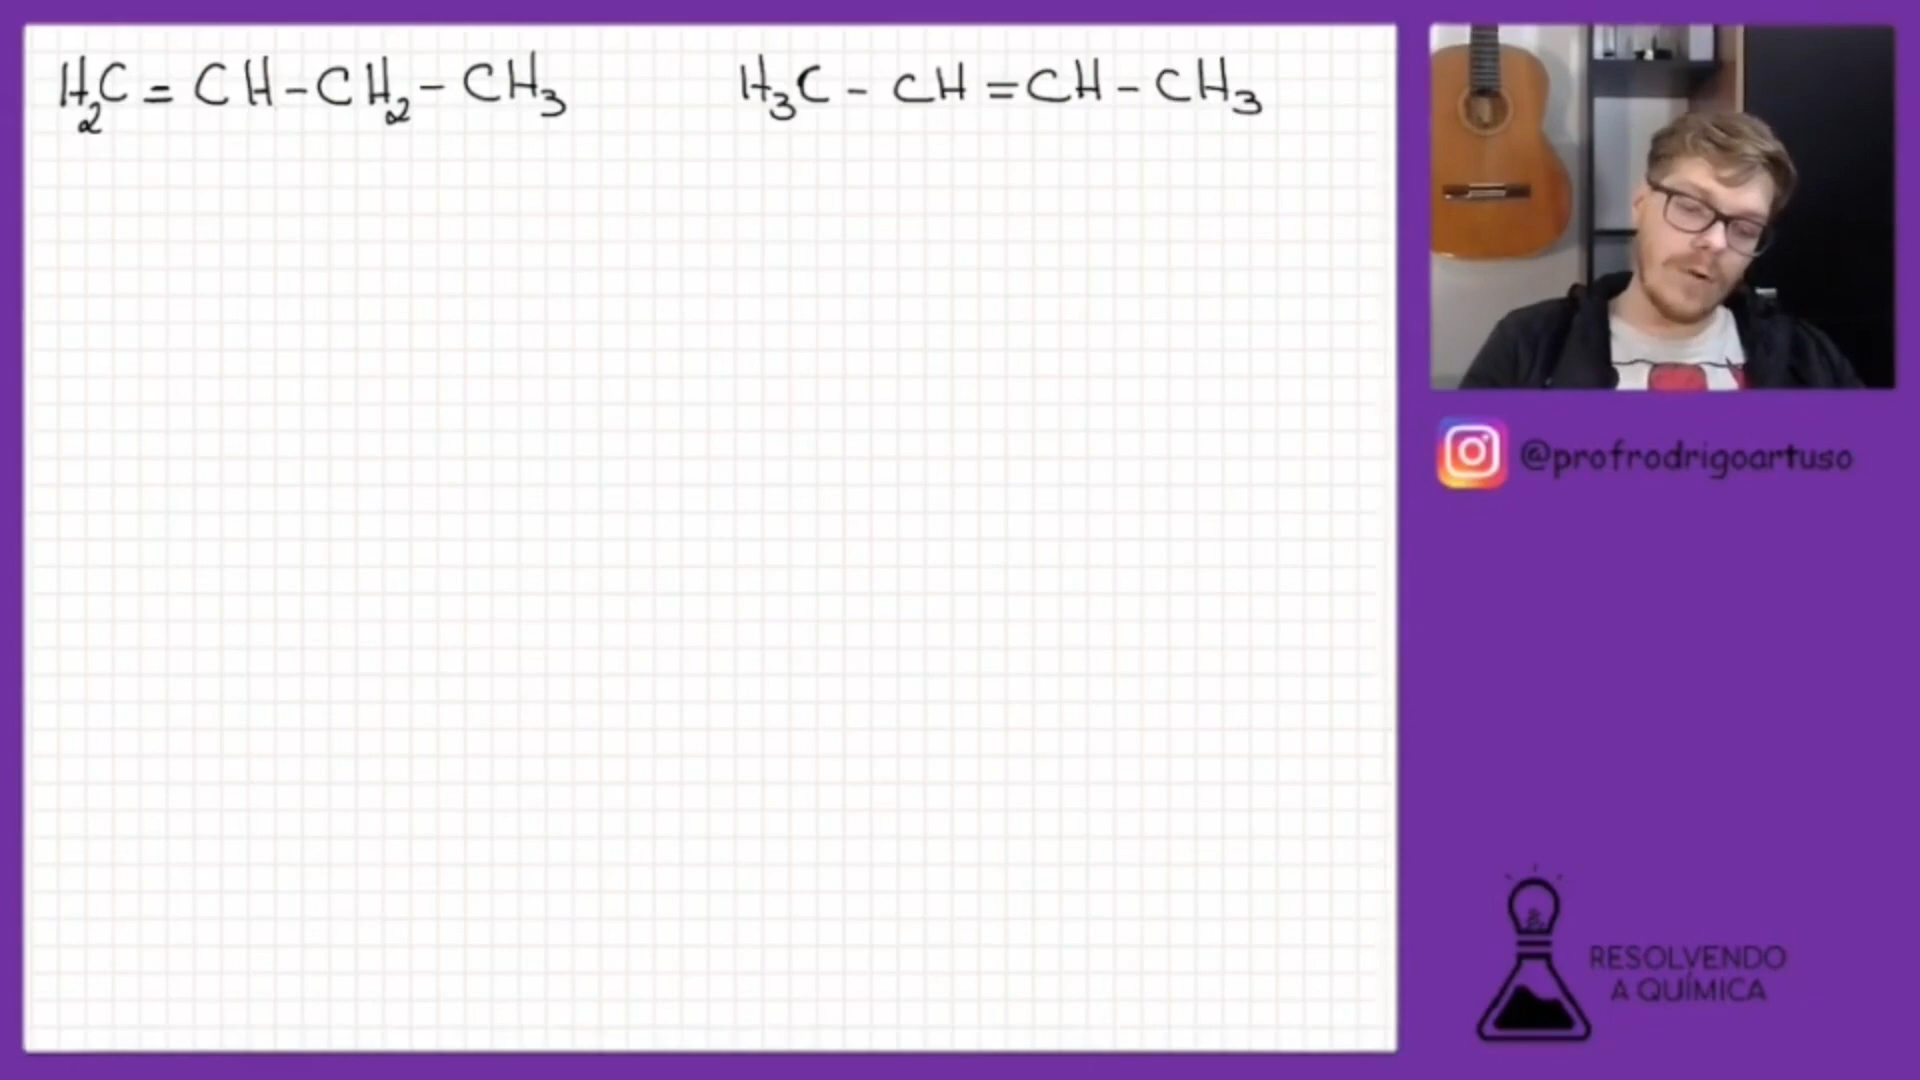 H₂C = CH - CH₂ - CH₃
H₃C - CH = CH - CH₃
@profrodrigoartuso
RESOLVENDO
A QUÍMICA